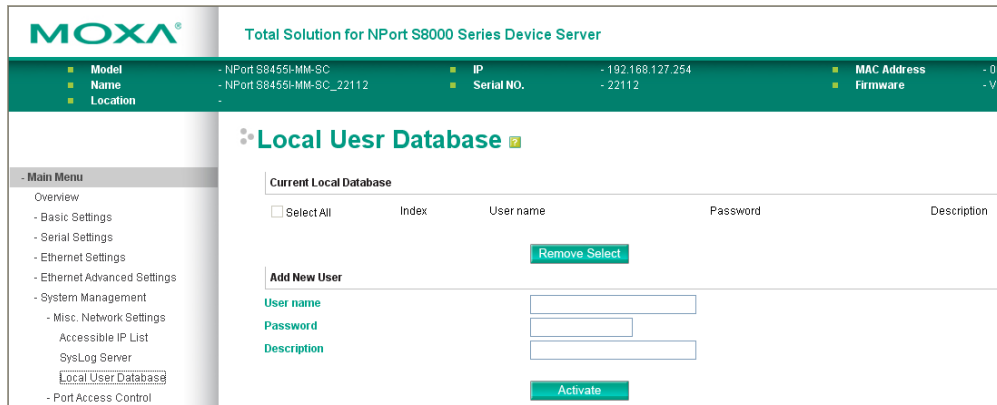 MOXA®
Total Solution for NPort S8000 Series Device Server
Model - NPort S8455I-MM-SC IP - 192.168.127.254 MAC Address - 0
Name - NPort S8455I-MM-SC_22112 Serial NO. - 22112 Firmware - V
Location -
Local Uesr Database
- Main Menu
Overview
- Basic Settings
- Serial Settings
- Ethernet Settings
- Ethernet Advanced Settings
- System Management
- Misc. Network Settings
Accessible IP List
SysLog Server
Local User Database
- Port Access Control
Current Local Database
Select All Index User name Password Description
Remove Select
Add New User
User name
Password
Description
Activate